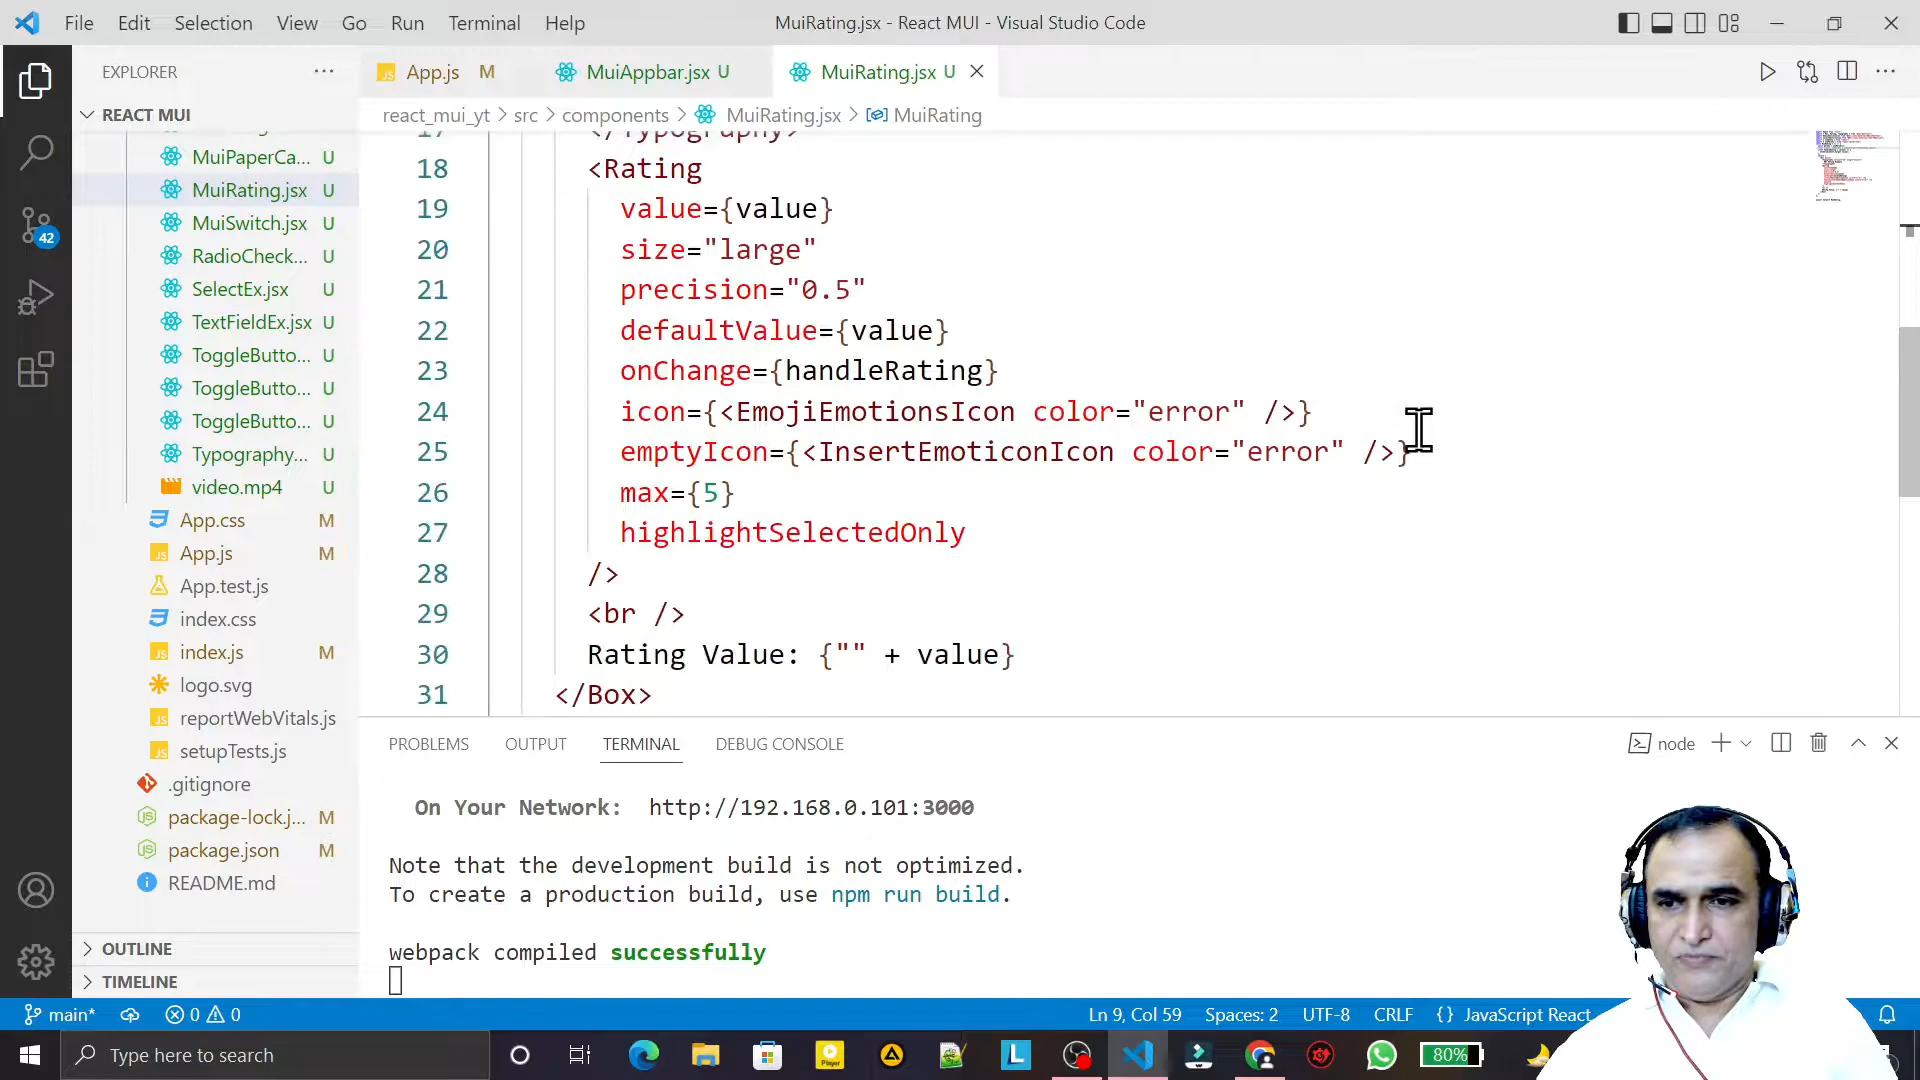 File Edit Selection View Go Run Terminal Help
MuiRating.jsx - React MUI - Visual Studio Code
EXPLORER
App.js M
MuiAppbar.jsx U
MuiRating.jsx U
REACT MUI
react_mui_yt > src > components > MuiRating.jsx > MuiRating
MuiPaperCa... U
MuiRating.jsx U
MuiSwitch.jsx U
RadioCheck... U
SelectEx.jsx U
TextFieldEx.jsx U
ToggleButto... U
ToggleButto... U
ToggleButto... U
Typography... U
video.mp4 U
App.css M
App.js M
App.test.js
index.css
index.js M
logo.svg
reportWebVitals.js
setupTests.js
.gitignore
package-lock.j... M
package.json M
README.md
OUTLINE
TIMELINE
42
17 </Typography>
18 <Rating
19 value={value}
20 size="large"
21 precision="0.5"
22 defaultValue={value}
23 onChange={handleRating}
24 icon={<EmojiEmotionsIcon color="error" />}
25 emptyIcon={<InsertEmoticonIcon color="error" />}
26 max={5}
27 highlightSelectedOnly
28 />
29 <br />
30 Rating Value: {"" + value}
31 </Box>
PROBLEMS OUTPUT TERMINAL DEBUG CONSOLE
node
On Your Network: http://192.168.0.101:3000
Note that the development build is not optimized.
To create a production build, use npm run build.
webpack compiled successfully
main* 0 0
Ln 9, Col 59 Spaces: 2 UTF-8 CRLF {} JavaScript React
Type here to search
Player
L
80%